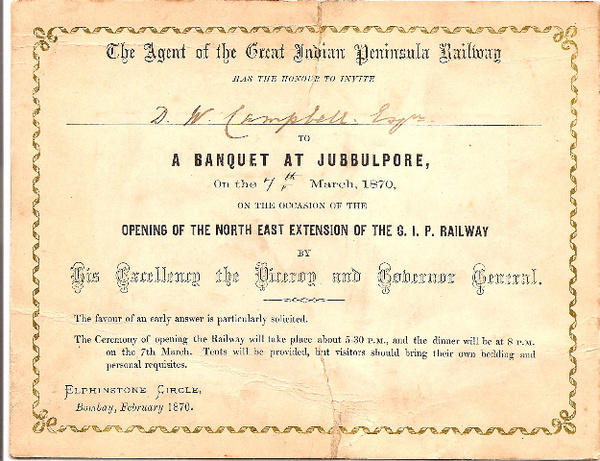 The Agent of the Great Indian Peninsula Railway
HAS THE HONOUR TO INVITE
D. W. Campbell. Esqre.
TO
A BANQUET AT JUBBULPORE,
On the 7th March, 1870,
ON THE OCCASION OF THE
OPENING OF THE NORTH EAST EXTENSION OF THE G. I. P. RAILWAY
BY
His Excellency the Viceroy and Governor General.
The favour of an early answer is particularly solicited.
The Ceremony of opening the Railway will take place about 5-30 P.M., and the dinner will be at 8 P.M.
on the 7th March. Tents will be provided, but visitors should bring their own bedding and
personal requisites.
ELPHINSTONE CIRCLE,
Bombay, February 1870.